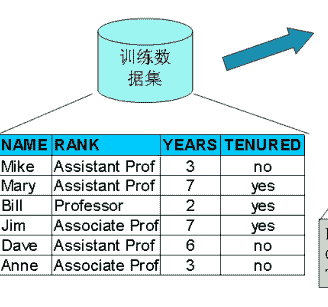 训练数
据集
NAME RANK YEARS TENURED
Mike Assistant Prof 3 no
Mary Assistant Prof 7 yes
Bill Professor 2 yes
Jim Associate Prof 7 yes
Dave Assistant Prof 6 no
Anne Associate Prof 3 no